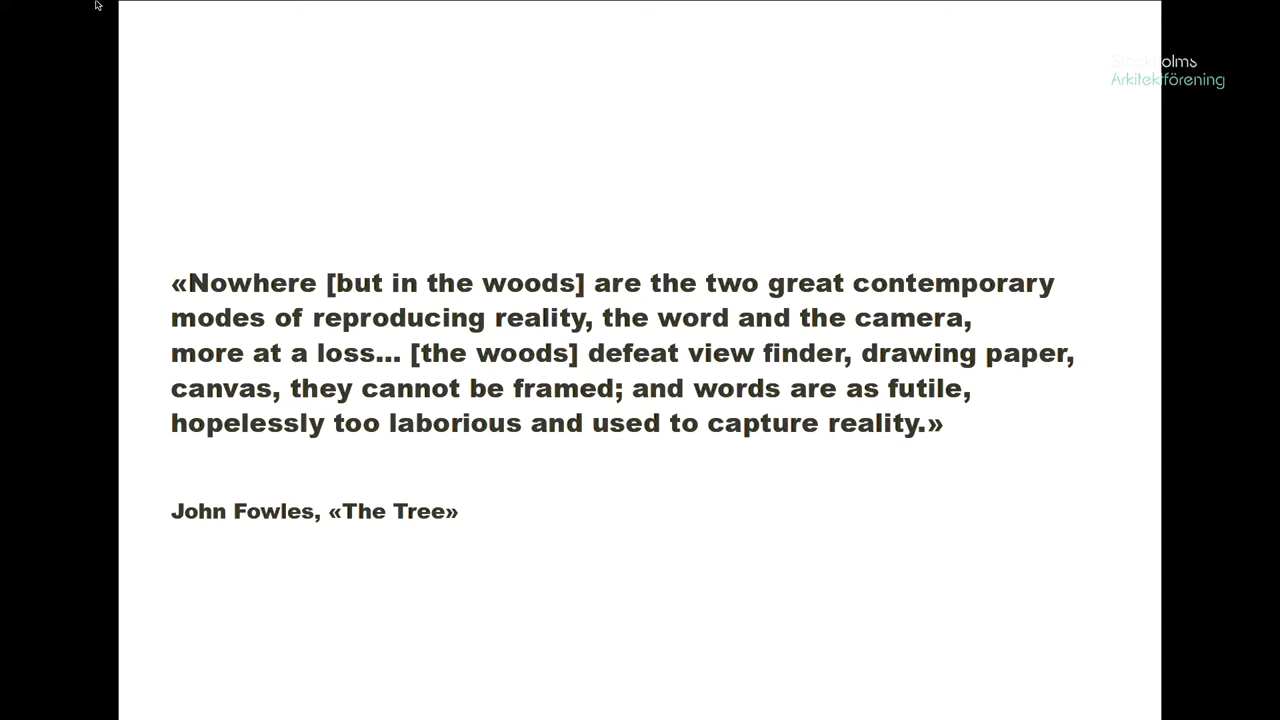 Stockholms
Arkitektförening
«Nowhere [but in the woods] are the two great contemporary
modes of reproducing reality, the word and the camera,
more at a loss... [the woods] defeat view finder, drawing paper,
canvas, they cannot be framed; and words are as futile,
hopelessly too laborious and used to capture reality.»
John Fowles, «The Tree»